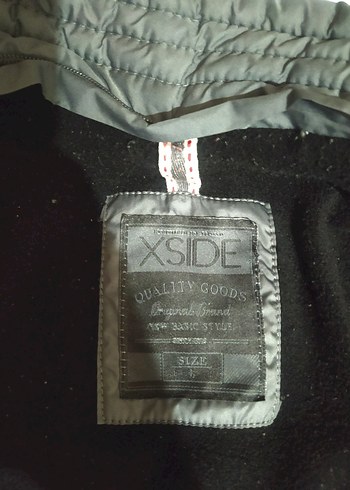 XSIDE
QUALITY GOODS
Original Brand
NEW BASIC STYLE
SIZE
L